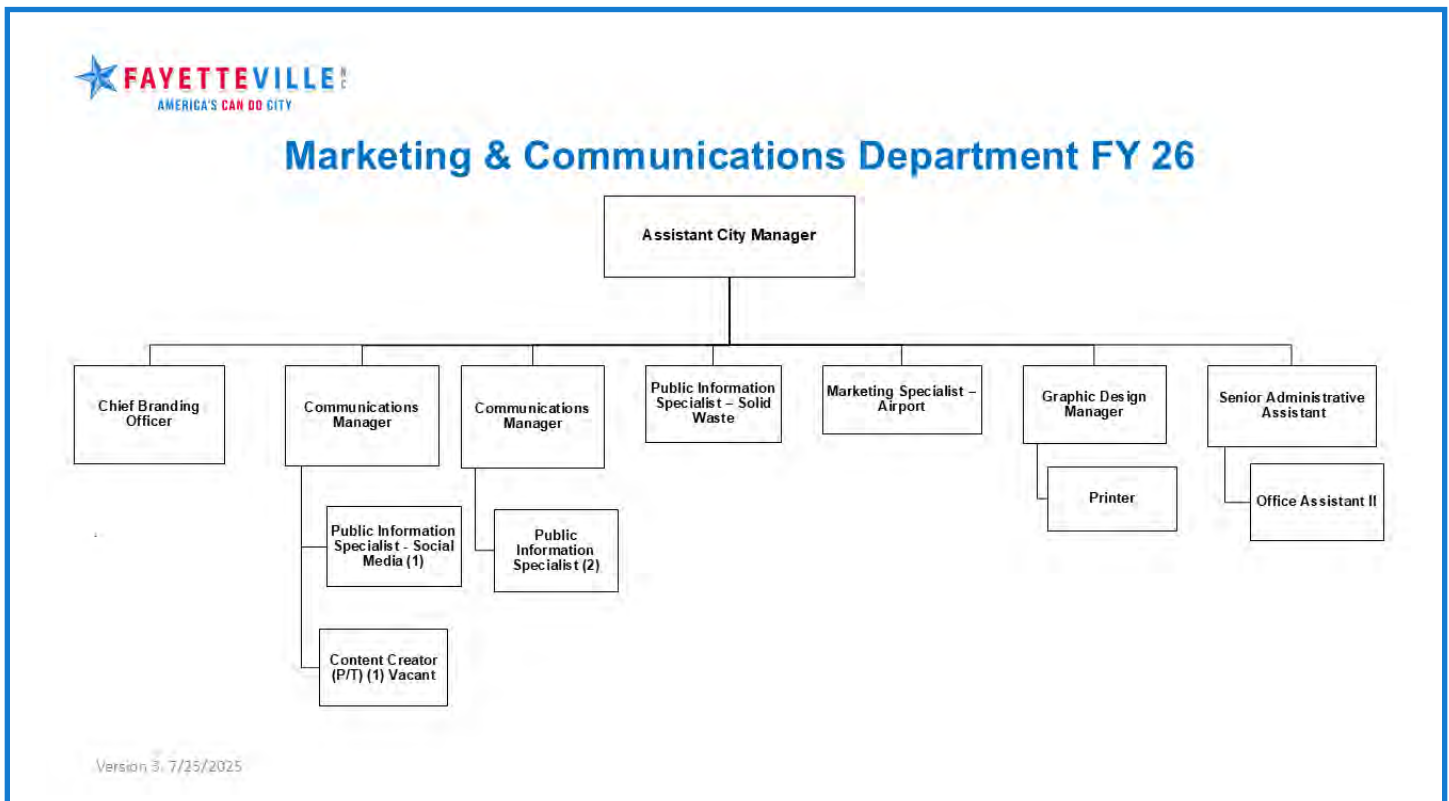 FAYETTEVILLE NC
AMERICA'S CAN DO CITY
Marketing & Communications Department FY 26
Assistant City Manager
Chief Branding
Officer
Communications
Manager
Communications
Manager
Public Information
Specialist – Solid
Waste
Marketing Specialist –
Airport
Graphic Design
Manager
Senior Administrative
Assistant
Public Information
Specialist - Social
Media (1)
Content Creator
(P/T) (1) Vacant
Public
Information
Specialist (2)
Printer
Office Assistant II
Version 3. 7/25/2025